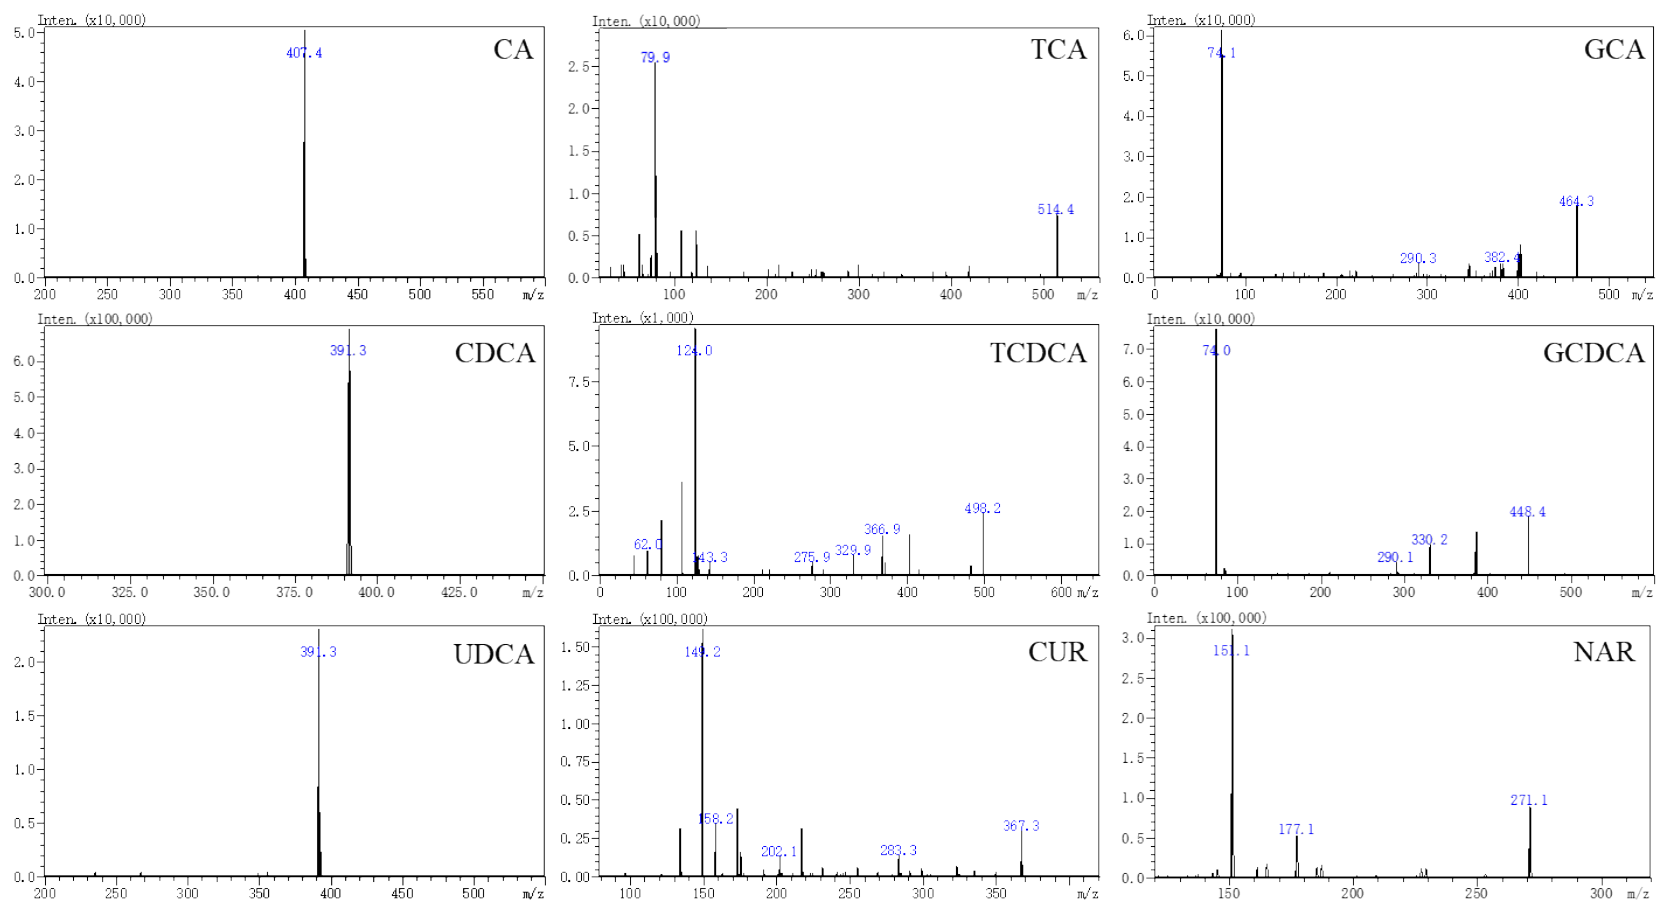 Inten. (x10,000)
CA
5.0
407.4
4.0
3.0
2.0
1.0
0.0
200 250 300 350 400 450 500 550 m/z
Inten. (x10,000)
TCA
79.9
2.5
2.0
1.5
1.0
514.4
0.5
0.0
100 200 300 400 500 m/z
Inten. (x10,000)
GCA
6.0
74.1
5.0
4.0
3.0
2.0
464.3
1.0
290.3 382.4
0.0
0 100 200 300 400 500 m/z
Inten. (x100,000)
CDCA
391.3
6.0
5.0
4.0
3.0
2.0
1.0
0.0
300.0 325.0 350.0 375.0 400.0 425.0 m/z
Inten. (x1,000)
TCDCA
124.0
7.5
5.0
2.5
498.2
366.9
62.0 143.3 275.9 329.9
0.0
0 100 200 300 400 500 600 m/z
Inten. (x10,000)
GCDCA
74.0
7.0
6.0
5.0
4.0
3.0
2.0
448.4
1.0
290.1 330.2
0.0
0 100 200 300 400 500 m/z
Inten. (x10,000)
UDCA
391.3
2.0
1.5
1.0
0.5
0.0
200 250 300 350 400 450 500 m/z
Inten. (x100,000)
CUR
149.2
1.50
1.25
1.00
0.75
0.50
158.2 367.3
0.25
202.1 283.3
0.00
100 150 200 250 300 350 m/z
Inten. (x100,000)
NAR
151.1
3.0
2.5
2.0
1.5
1.0
271.1
177.1
0.5
0.0
150 200 250 300 m/z